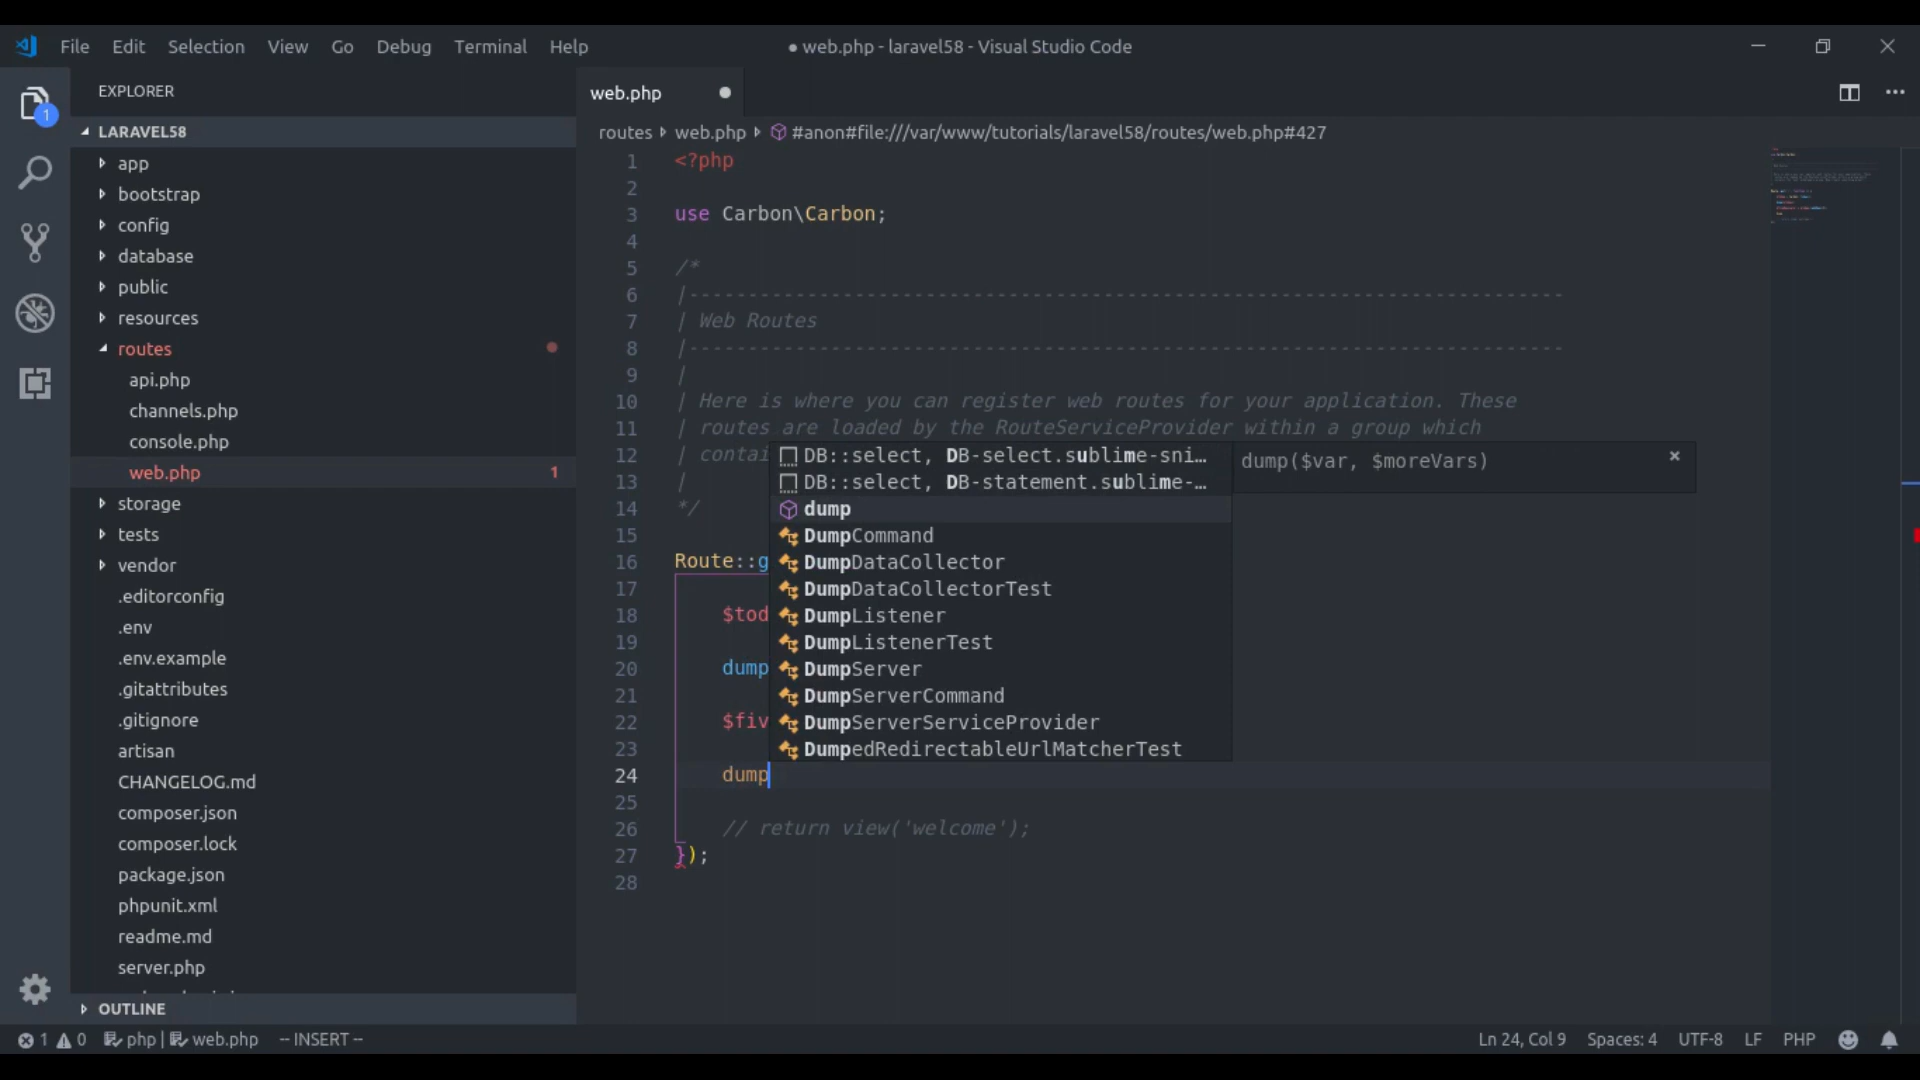 File Edit Selection View Go Debug Terminal Help
● web.php - laravel58 - Visual Studio Code
EXPLORER
1
LARAVEL58
app
bootstrap
config
database
public
resources
routes
api.php
channels.php
console.php
web.php 1
storage
tests
vendor
.editorconfig
.env
.env.example
.gitattributes
.gitignore
artisan
CHANGELOG.md
composer.json
composer.lock
package.json
phpunit.xml
readme.md
server.php
OUTLINE
web.php
routes web.php #anon#file:///var/www/tutorials/laravel58/routes/web.php#427
1 <?php
2
3 use Carbon\Carbon;
4
5 /*
6 |--------------------------------------------------------------------------
7 | Web Routes
8 |--------------------------------------------------------------------------
9 |
10 | Here is where you can register web routes for your application. These
11 | routes are loaded by the RouteServiceProvider within a group which
12 | contai
13 |
14 */
15
16 Route::g
17
18 $tod
19
20 dump
21
22 $fiv
23
24 dump
25
26 // return view('welcome');
27 });
28
DB::select, DB-select.sublime-sni…
DB::select, DB-statement.sublime-…
dump
DumpCommand
DumpDataCollector
DumpDataCollectorTest
DumpListener
DumpListenerTest
DumpServer
DumpServerCommand
DumpServerServiceProvider
DumpedRedirectableUrlMatcherTest
dump($var, $moreVars)
1 0 php | web.php -- INSERT --
Ln 24, Col 9 Spaces: 4 UTF-8 LF PHP